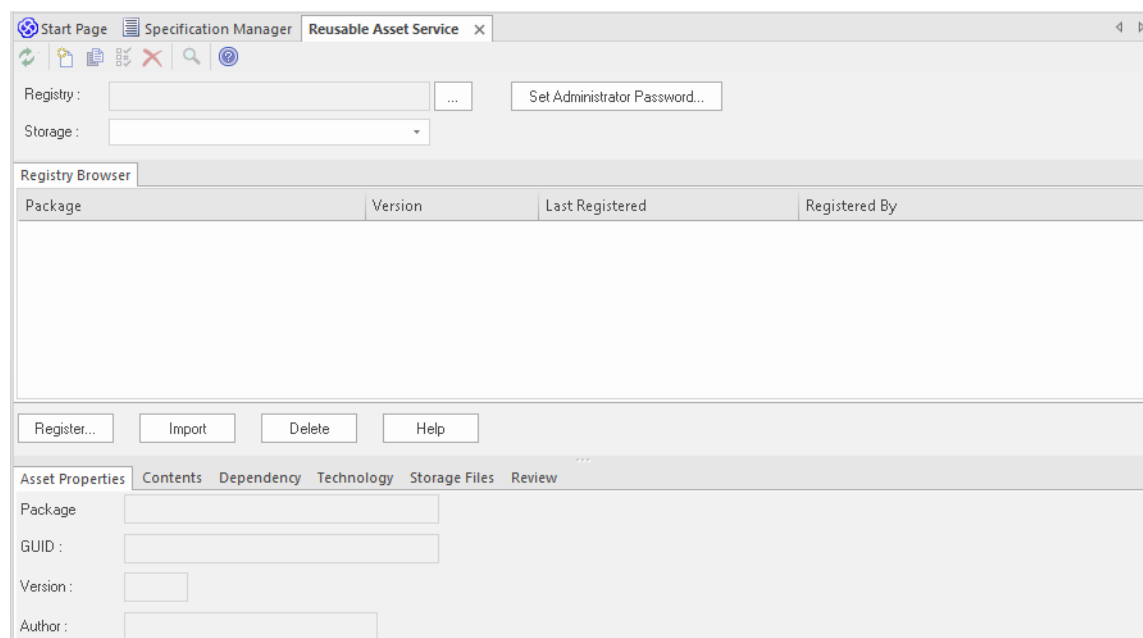 Start Page Specification Manager Reusable Asset Service
Registry : ... Set Administrator Password...
Storage :
Registry Browser
Package Version Last Registered Registered By
Register... Import Delete Help
Asset Properties Contents Dependency Technology Storage Files Review
Package
GUID :
Version :
Author :